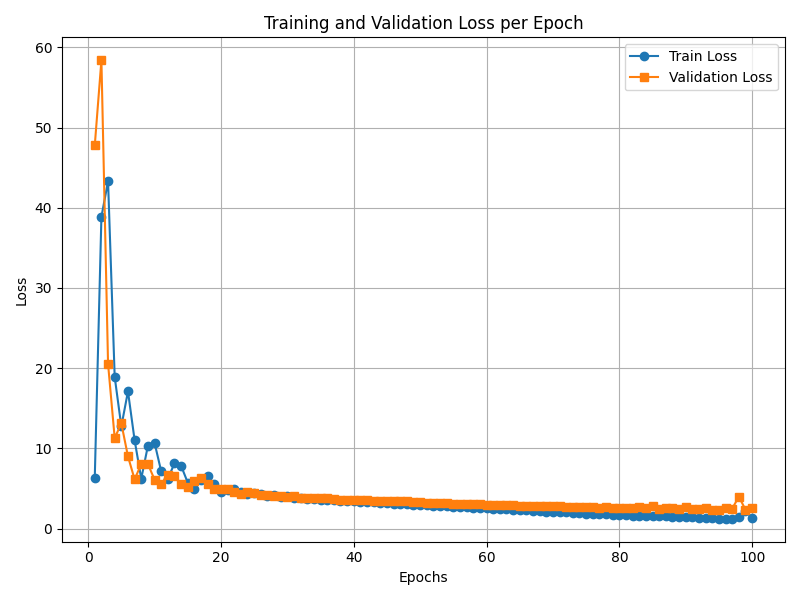 Training and Validation Loss per Epoch
Train Loss
Validation Loss
Loss
60
50
40
30
20
10
0
0 20 40 60 80 100
Epochs